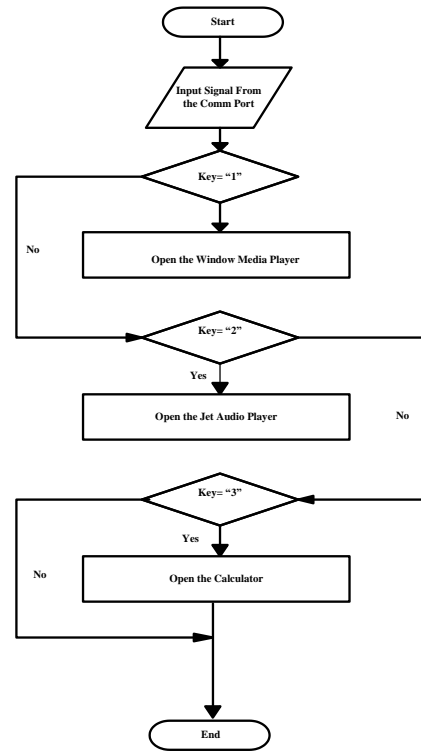 Start
Input Signal From
the Comm Port
Key= “1”
No
Open the Window Media Player
Key= “2”
Yes
Open the Jet Audio Player
No
Key= “3”
Yes
No
Open the Calculator
End